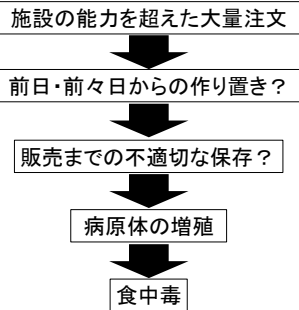 施設の能力を超えた大量注文
前日・前々日からの作り置き？
販売までの不適切な保存？
病原体の増殖
食中毒